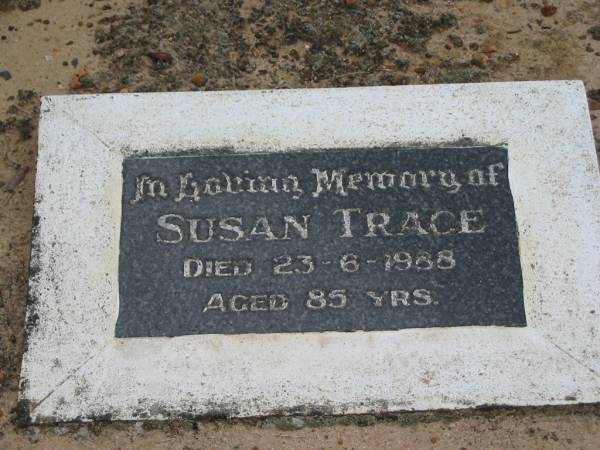 In Loving Memory of
SUSAN TRACE
DIED 23-6-1988
AGED 85 YRS.